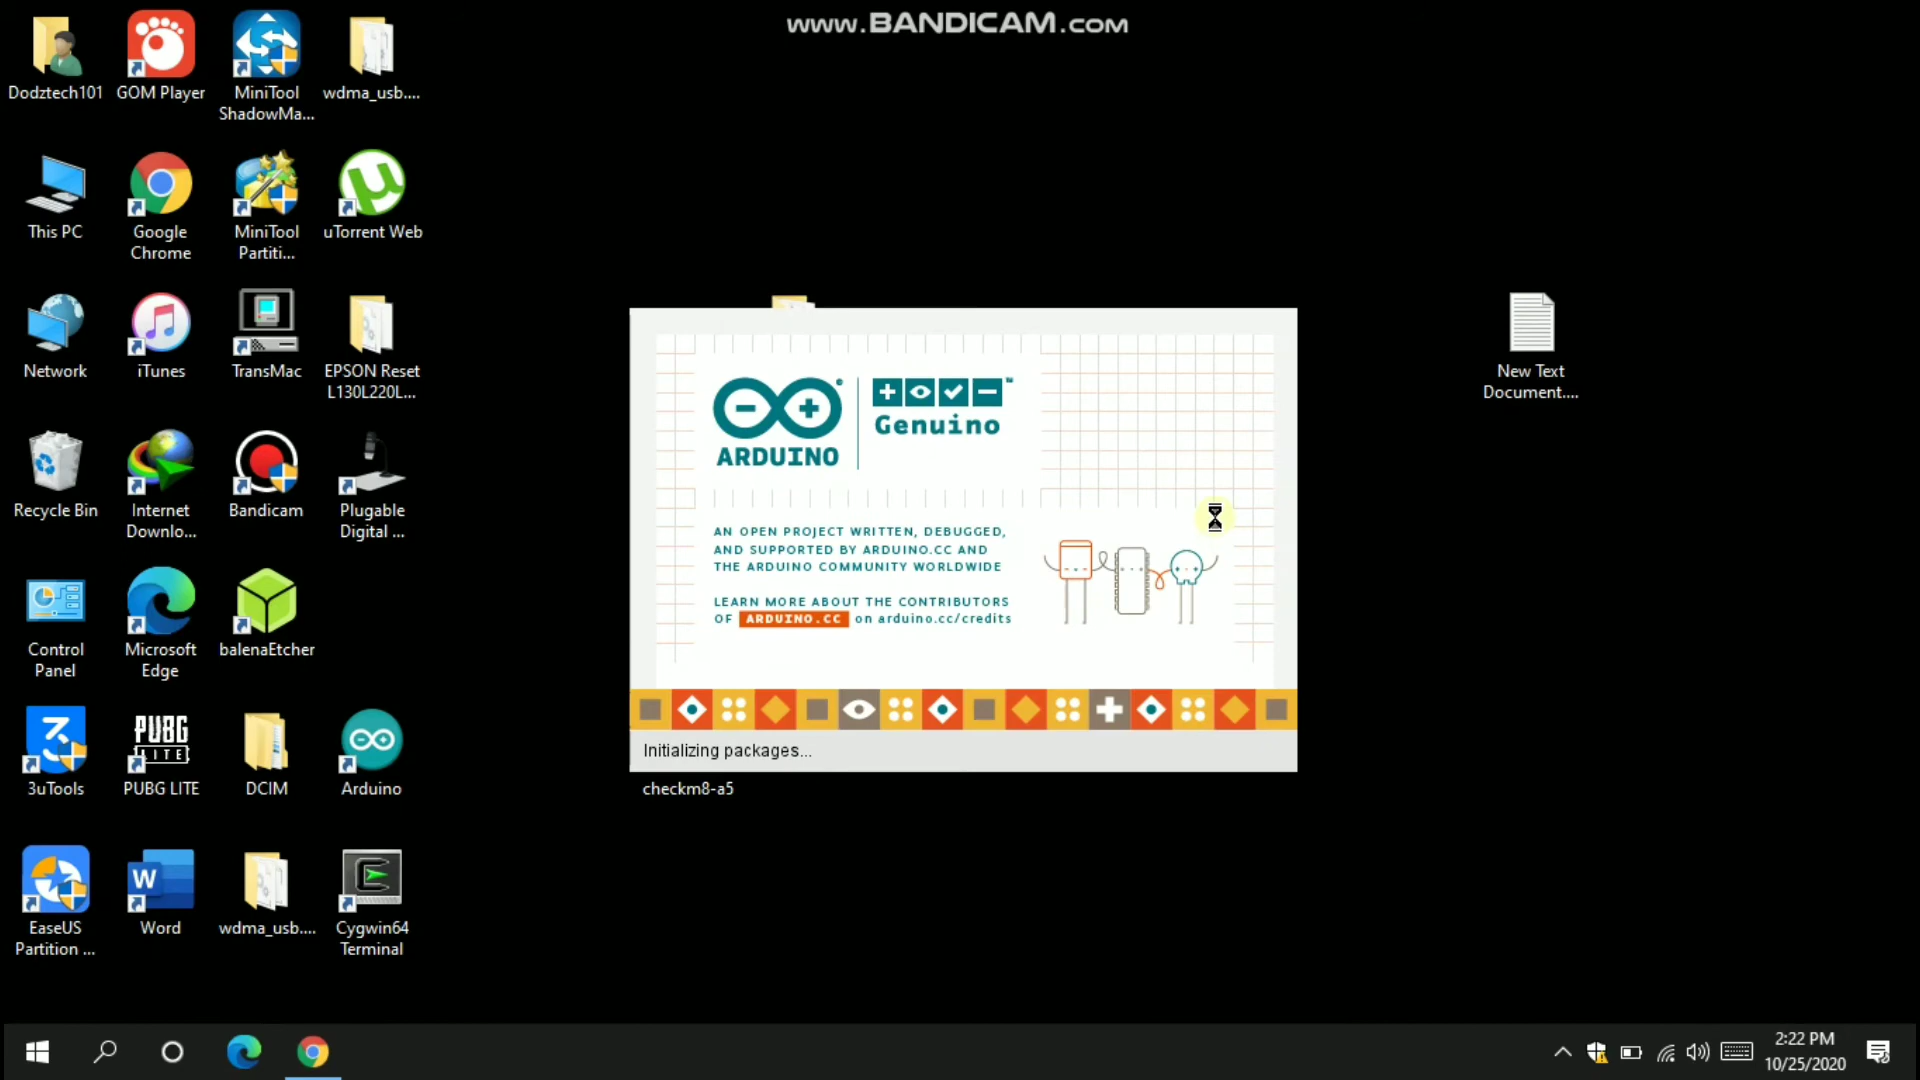 www.BANDICAM.com
Dodztech101
GOM Player
MiniTool
ShadowMa...
wdma_usb....
This PC
Google
Chrome
MiniTool
Partiti...
uTorrent Web
Network
iTunes
TransMac
EPSON Reset
L130L220L...
Recycle Bin
Internet
Downlo...
Bandicam
Plugable
Digital ...
Control
Panel
Microsoft
Edge
balenaEtcher
3uTools
PUBG
LITE
PUBG LITE
DCIM
Arduino
EaseUS
Partition ...
W
Word
wdma_usb....
Cygwin64
Terminal
ARDUINO
Genuino
™
AN OPEN PROJECT WRITTEN, DEBUGGED,
AND SUPPORTED BY ARDUINO.CC AND
THE ARDUINO COMMUNITY WORLDWIDE
LEARN MORE ABOUT THE CONTRIBUTORS
OF ARDUINO.CC on arduino.cc/credits
Initializing packages...
checkm8-a5
New Text
Document....
2:22 PM
10/25/2020